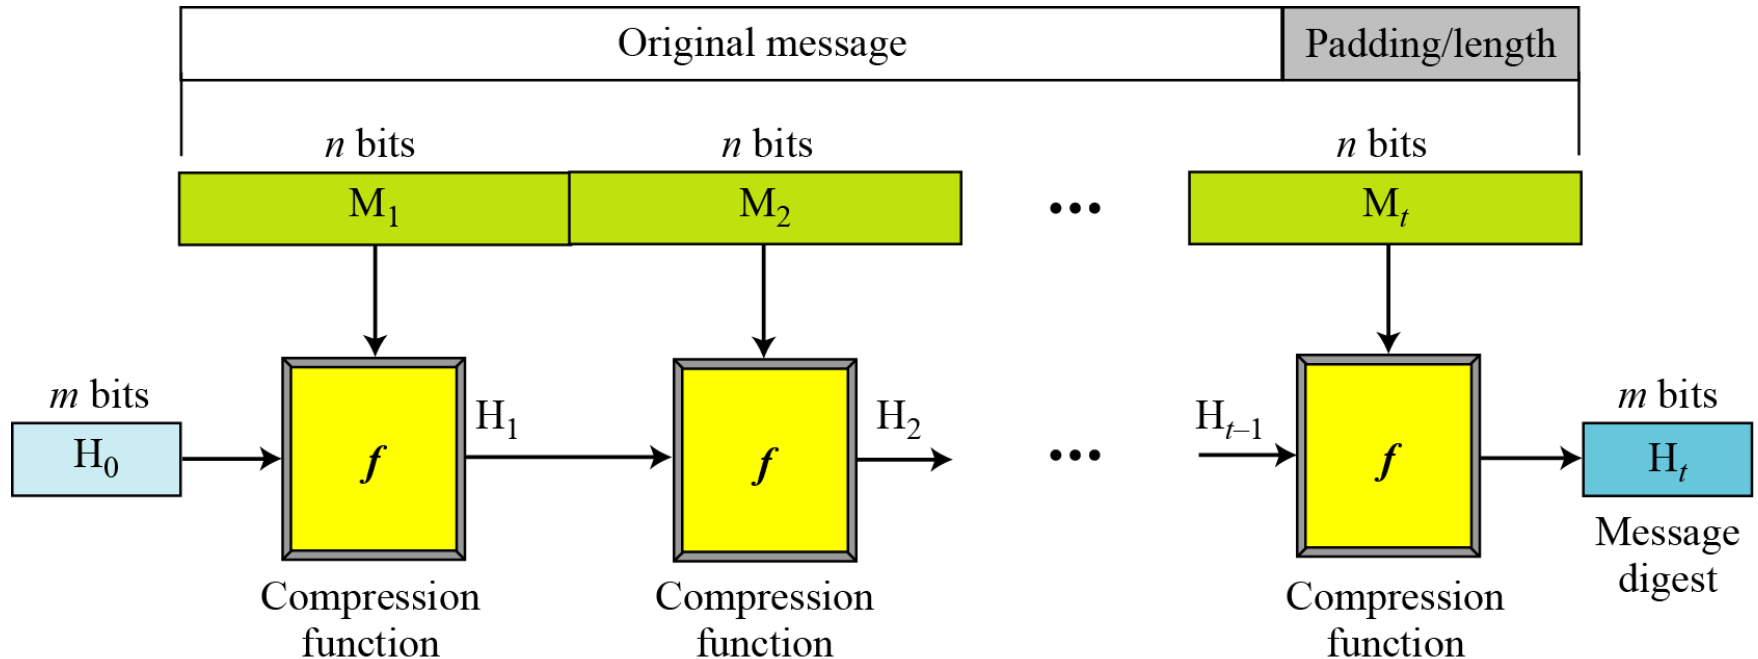 Original message
Padding/length
n bits
n bits
n bits
M₁
M₂
...
Mₜ
m bits
H₀
f
H₁
f
H₂
...
Hₜ₋₁
f
m bits
Hₜ
Message
digest
Compression
function
Compression
function
Compression
function